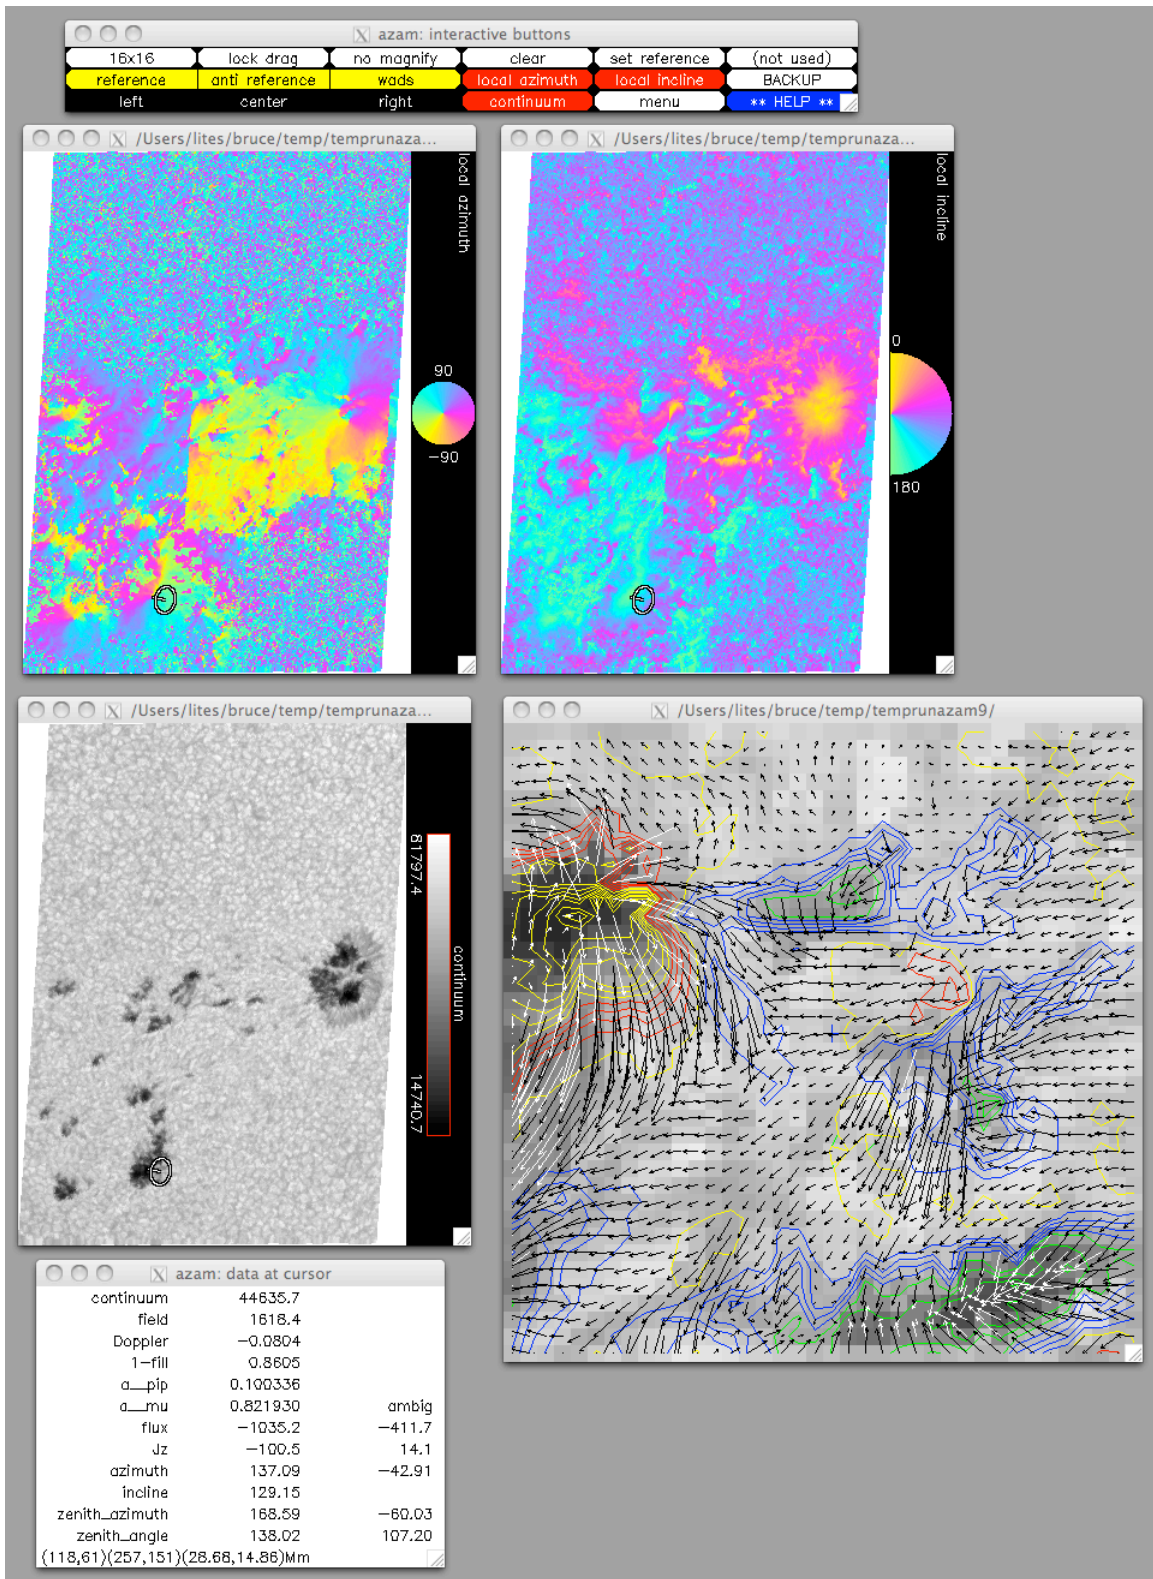 azam: interactive buttons
16x16 lock drag no magnify clear set reference (not used)
reference anti reference wads local azimuth local incline BACKUP
left center right continuum menu ** HELP **
/Users/lites/bruce/temp/temprunaza...
local azimuth
90
−90
/Users/lites/bruce/temp/temprunaza...
local incline
0
180
/Users/lites/bruce/temp/temprunaza...
81797.4
continuum
14740.7
/Users/lites/bruce/temp/temprunazam9/
azam: data at cursor
continuum 44635.7
field 1618.4
Doppler −0.0804
1−fill 0.8605
a__pip 0.100336
a__mu 0.821930 ambig
flux −1035.2 −411.7
Jz −100.5 14.1
azimuth 137.09 −42.91
incline 129.15
zenith_azimuth 168.59 −60.03
zenith_angle 138.02 107.20
(118,61)(257,151)(28.68,14.86)Mm